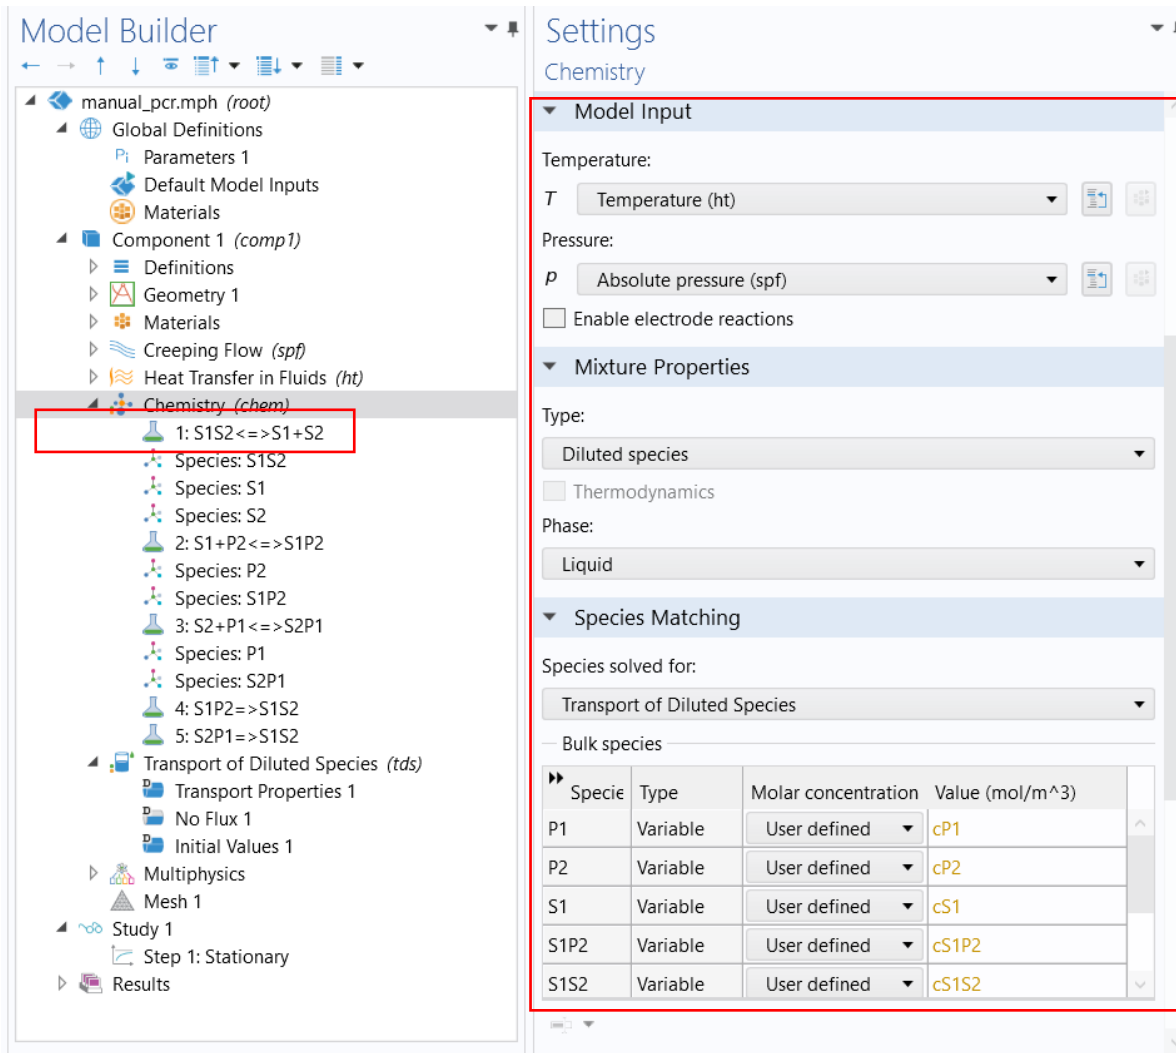 Model Builder
manual_pcr.mph (root)
Global Definitions
Pi Parameters 1
Default Model Inputs
Materials
Component 1 (comp1)
Definitions
Geometry 1
Materials
Creeping Flow (spf)
Heat Transfer in Fluids (ht)
Chemistry (chem)
1: S1S2<=>S1+S2
Species: S1S2
Species: S1
Species: S2
2: S1+P2<=>S1P2
Species: P2
Species: S1P2
3: S2+P1<=>S2P1
Species: P1
Species: S2P1
4: S1P2=>S1S2
5: S2P1=>S1S2
Transport of Diluted Species (tds)
D Transport Properties 1
D No Flux 1
D Initial Values 1
Multiphysics
Mesh 1
Study 1
Step 1: Stationary
Results
Settings
Chemistry
Model Input
Temperature:
T Temperature (ht)
Pressure:
p Absolute pressure (spf)
Enable electrode reactions
Mixture Properties
Type:
Diluted species
Thermodynamics
Phase:
Liquid
Species Matching
Species solved for:
Transport of Diluted Species
Bulk species
Specie Type Molar concentration Value (mol/m^3)
P1 Variable User defined cP1
P2 Variable User defined cP2
S1 Variable User defined cS1
S1P2 Variable User defined cS1P2
S1S2 Variable User defined cS1S2